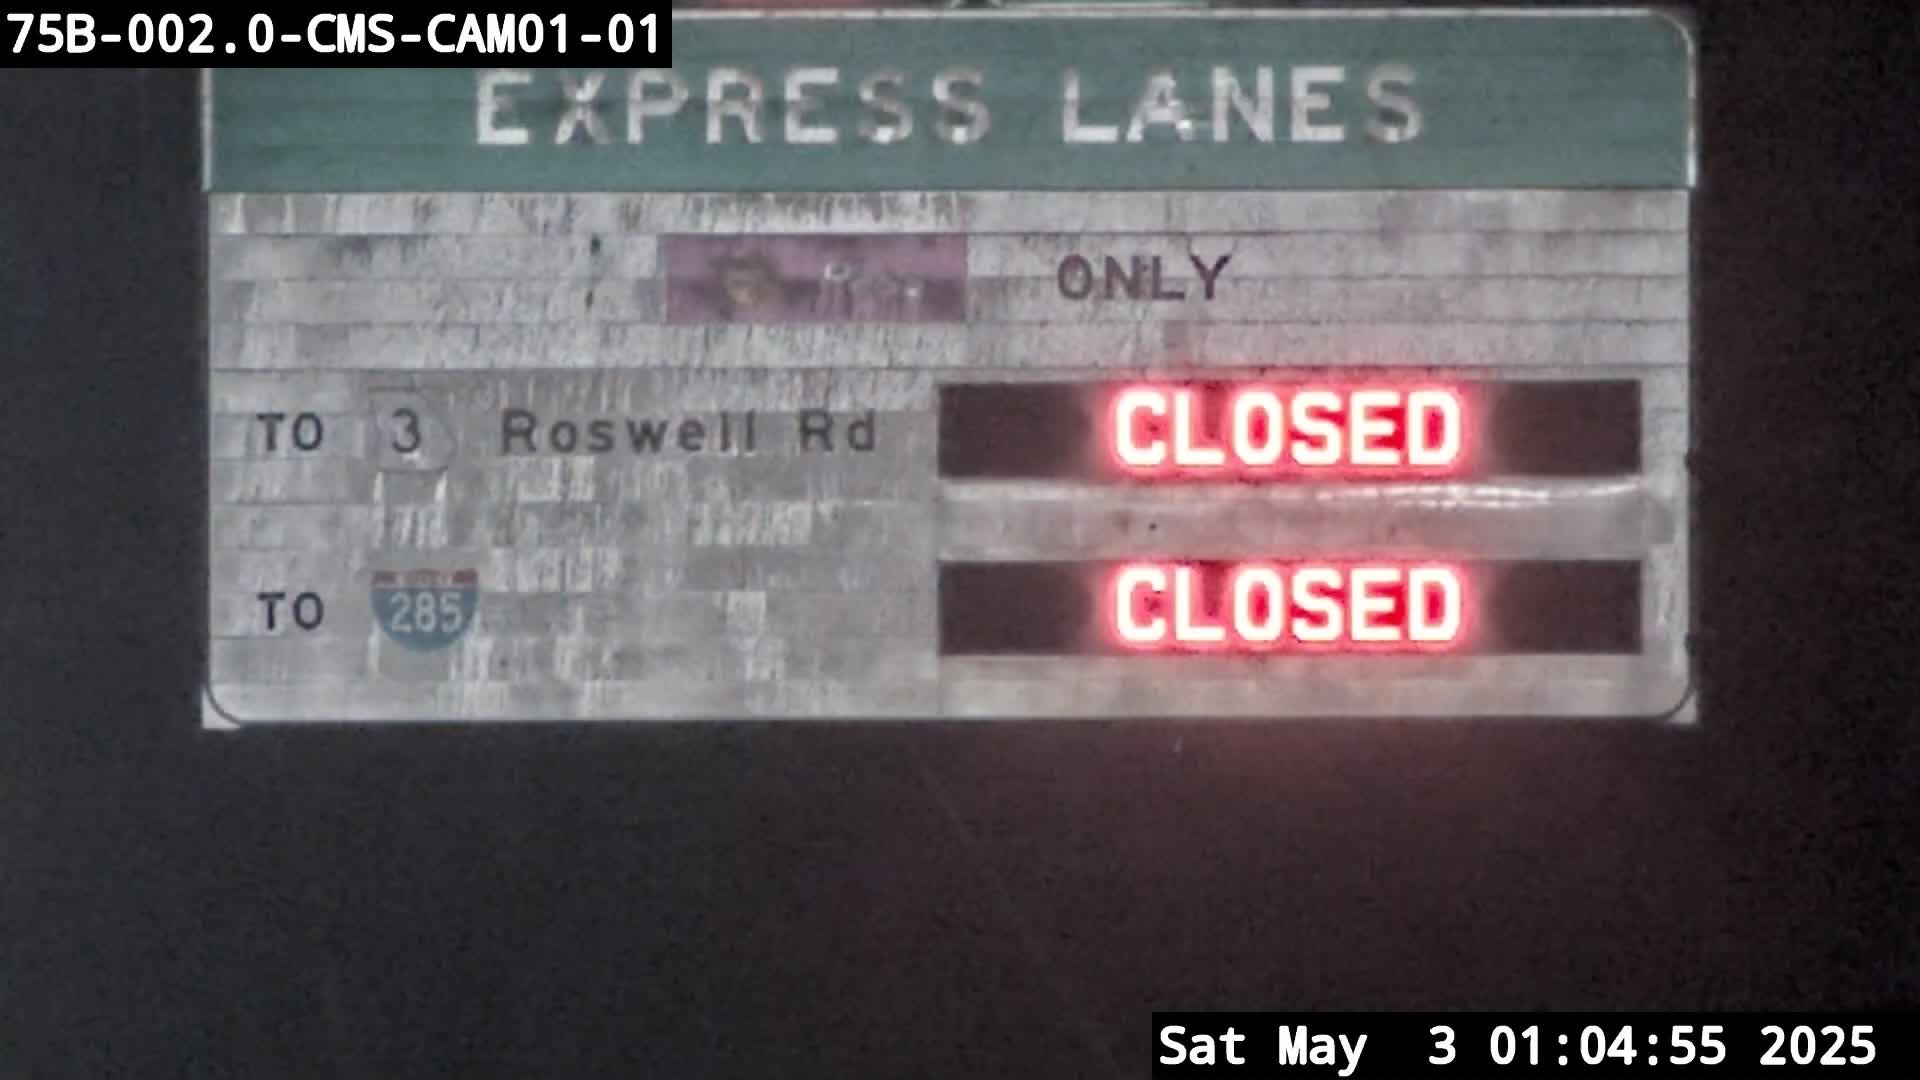 75B-002.0-CMS-CAM01-01
EXPRESS LANES
ONLY
TO 3 Roswell Rd CLOSED
TO 285 CLOSED
Sat May 3 01:04:55 2025